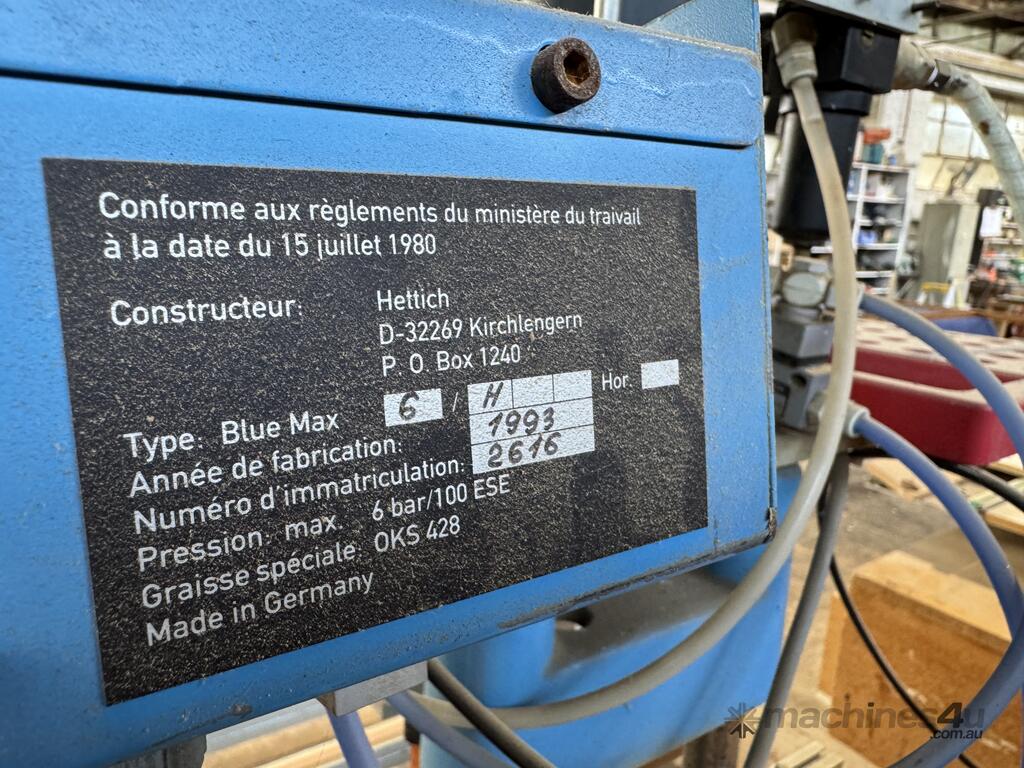 Conforme aux règlements du ministère du traivail
à la date du 15 juillet 1980
Constructeur: Hettich
D-32269 Kirchlengern
P. O. Box 1240
Type: Blue Max 6 / H Hor.
Année de fabrication: 1993
Numéro d'immatriculation: 2616
Pression: max. 6 bar/100 ESE
Graisse spéciale: OKS 428
Made in Germany
machines4u
.com.au